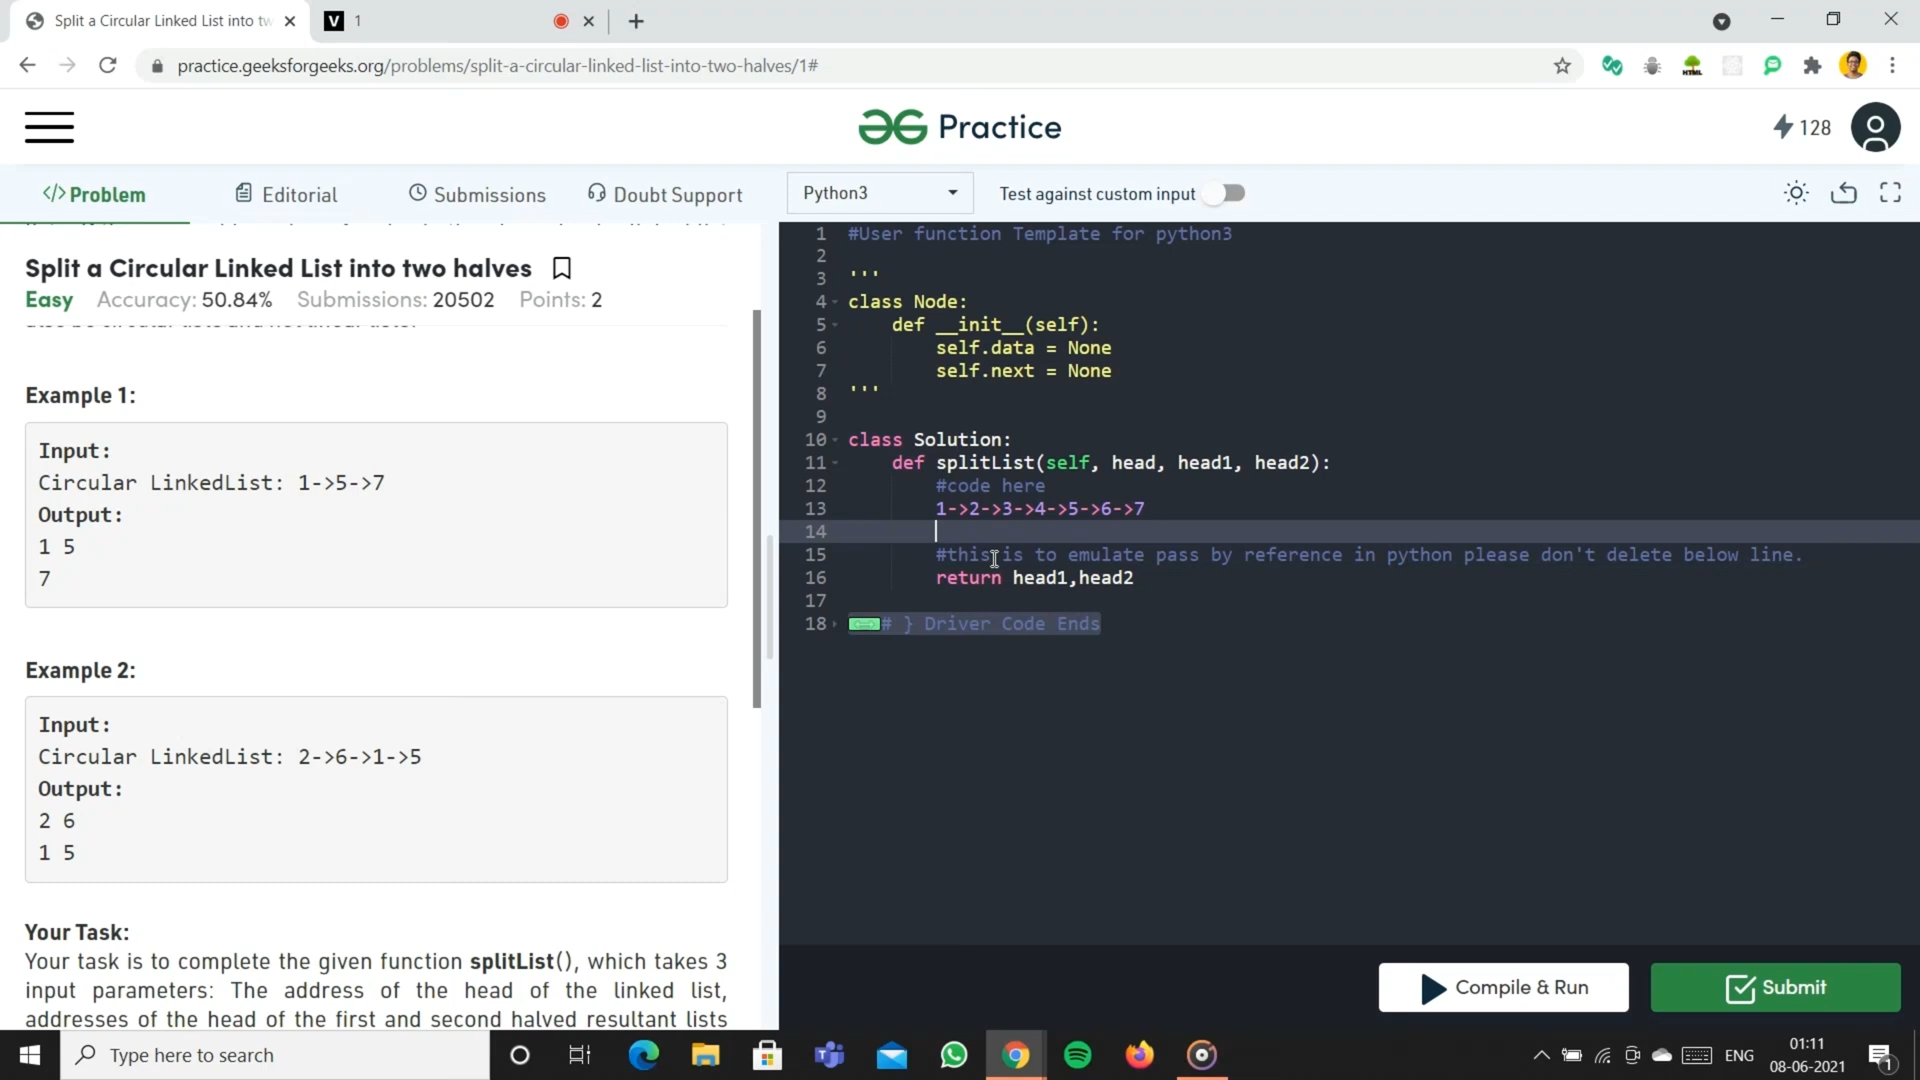 Split a Circular Linked List into tw
V 1
practice.geeksforgeeks.org/problems/split-a-circular-linked-list-into-two-halves/1#
HTML
Practice
128
</> Problem
Editorial
Submissions
Doubt Support
Python3
Test against custom input
Split a Circular Linked List into two halves
Easy Accuracy: 50.84% Submissions: 20502 Points: 2
Example 1:
Input:
Circular LinkedList: 1->5->7
Output:
1 5
7
Example 2:
Input:
Circular LinkedList: 2->6->1->5
Output:
2 6
1 5
Your Task:
Your task is to complete the given function splitList(), which takes 3
input parameters: The address of the head of the linked list,
addresses of the head of the first and second halved resultant lists
1 #User function Template for python3
2
3 '''
4 class Node:
5 def __init__(self):
6 self.data = None
7 self.next = None
8 '''
9
10 class Solution:
11 def splitList(self, head, head1, head2):
12 #code here
13 1->2->3->4->5->6->7
14
15 #this is to emulate pass by reference in python please don't delete below line.
16 return head1,head2
17
18 # } Driver Code Ends
Compile & Run
Submit
Type here to search
ENG
01:11
08-06-2021
1